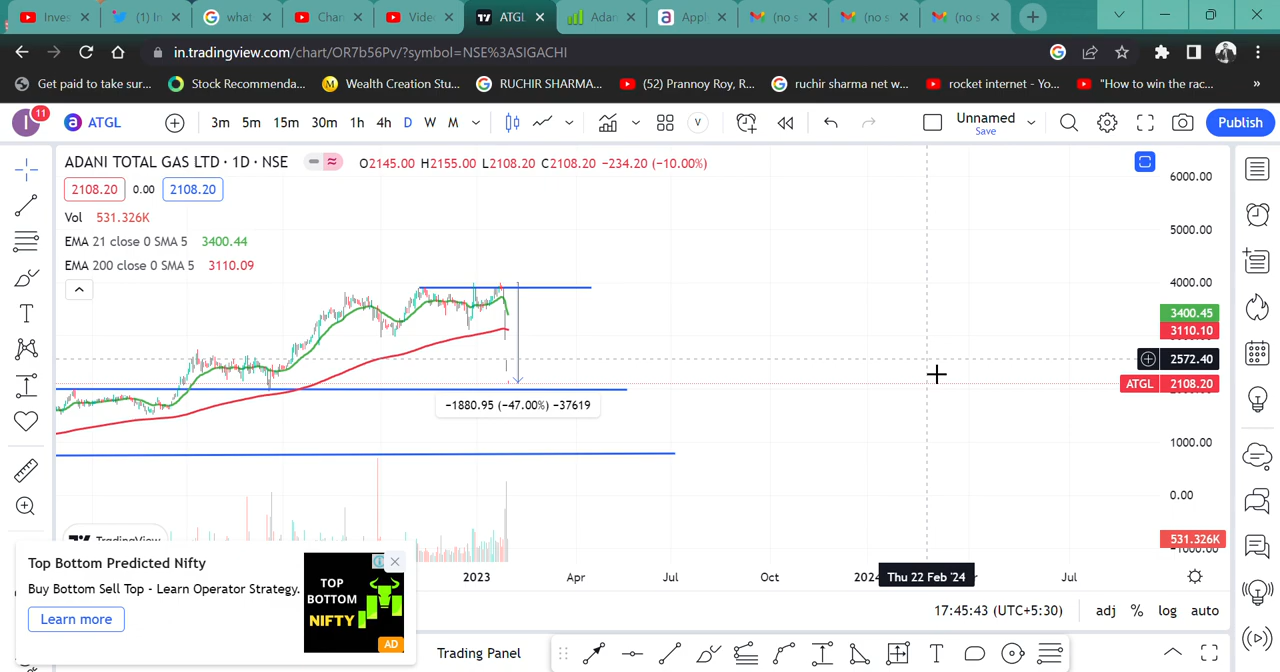 Inves
(1) In
what
Chan
Vide
ATGL
Adan
Appl
(no s
(no s
(no s
in.tradingview.com/chart/OR7b56Pv/?symbol=NSE%3ASIGACHI
Get paid to take sur...
Stock Recommenda...
Wealth Creation Stu...
RUCHIR SHARMA...
(52) Prannoy Roy, R...
ruchir sharma net w...
rocket internet - Yo...
"How to win the rac...
»
I 11 ATGL 3m 5m 15m 30m 1h 4h D W M V Unnamed Save Publish
ADANI TOTAL GAS LTD · 1D · NSE O2145.00 H2155.00 L2108.20 C2108.20 −234.20 (−10.00%)
2108.20 0.00 2108.20
Vol 531.326K
EMA 21 close 0 SMA 5 3400.44
EMA 200 close 0 SMA 5 3110.09
6000.00
5000.00
4000.00
3400.45
3110.10
2572.40
ATGL 2108.20
1000.00
0.00
531.326K
−1000.00
−1880.95 (−47.00%) −37619
TradingView
2023 Apr Jul Oct 2024 Thu 22 Feb '24 Jul
17:45:43 (UTC+5:30) adj % log auto
Top Bottom Predicted Nifty
Buy Bottom Sell Top - Learn Operator Strategy.
Learn more
TOP
BOTTOM
NIFTY
AD
Trading Panel